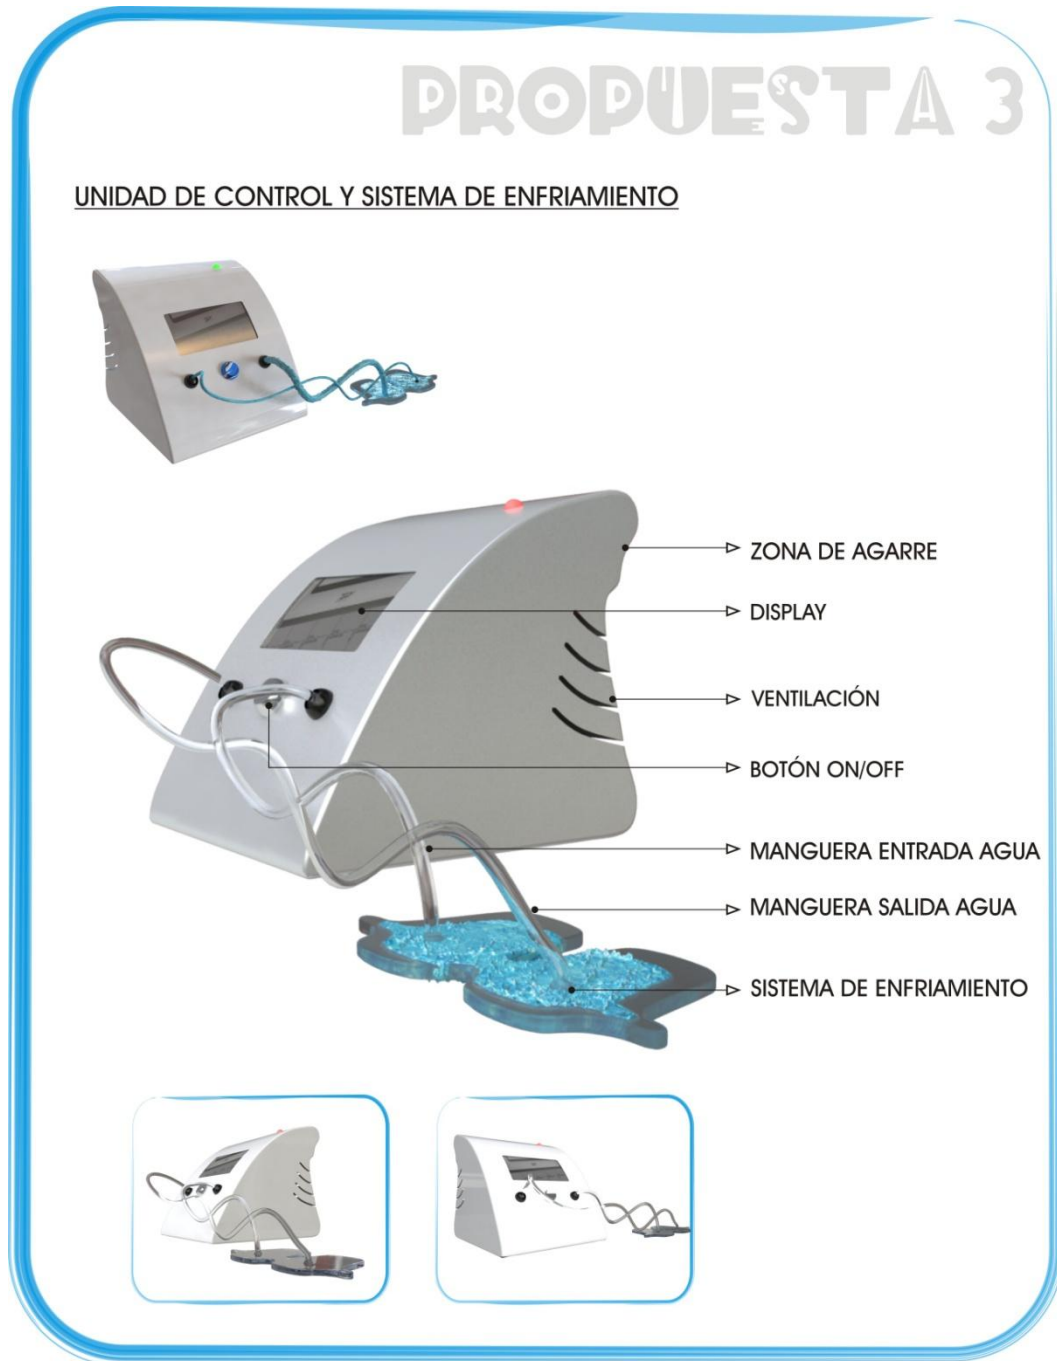 PROPUESTA 3
UNIDAD DE CONTROL Y SISTEMA DE ENFRIAMIENTO
ZONA DE AGARRE
DISPLAY
VENTILACIÓN
BOTÓN ON/OFF
MANGUERA ENTRADA AGUA
MANGUERA SALIDA AGUA
SISTEMA DE ENFRIAMIENTO